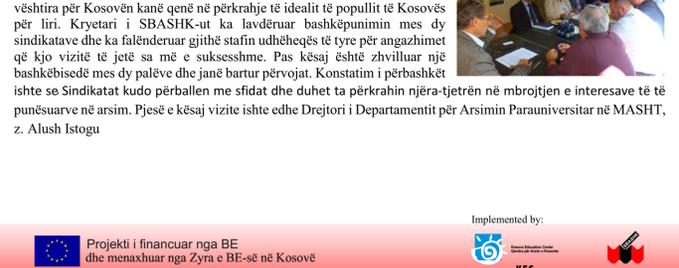 vështira për Kosovën kanë qenë në përkrahje të idealit të popullit të Kosovës
për liri. Kryetari i SBASHK-ut ka lavdëruar bashkëpunimin mes dy
sindikatave dhe ka falënderuar gjithë stafin udhëheqës të tyre për angazhimet
që kjo vizitë të jetë sa më e suksesshme. Pas kësaj është zhvilluar një
bashkëbisedë mes dy palëve dhe janë bartur përvojat. Konstatim i përbashkët
ishte se Sindikatat kudo përballen me sfidat dhe duhet ta përkrahin njëra-tjetrën në mbrojtjen e interesave të të
punësuarve në arsim. Pjesë e kësaj vizite ishte edhe Drejtori i Departamentit për Arsimin Parauniversitar në MASHT,
z. Alush Istogu
Implemented by:
Projekti i financuar nga BE
dhe menaxhuar nga Zyra e BE-së në Kosovë
Kosova Education Center
Qendra për Arsim e Kosovës
KEC